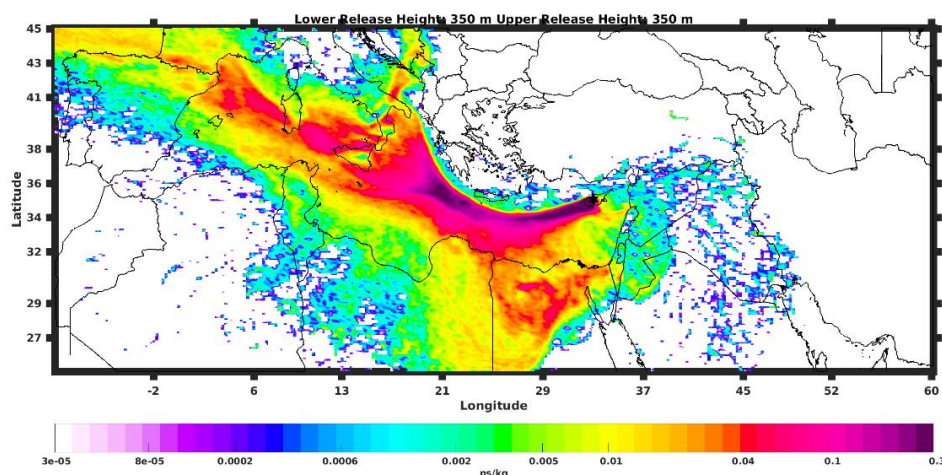 Lower Release Height: 350 m Upper Release Height: 350 m
45
43
41
38
36
34
32
29
27
Latitude
-2 6 13 21 29 37 45 52 60
Longitude
3e-05 8e-05 0.0002 0.0006 0.002 0.005 0.01 0.04 0.1 0.3
ns/kg